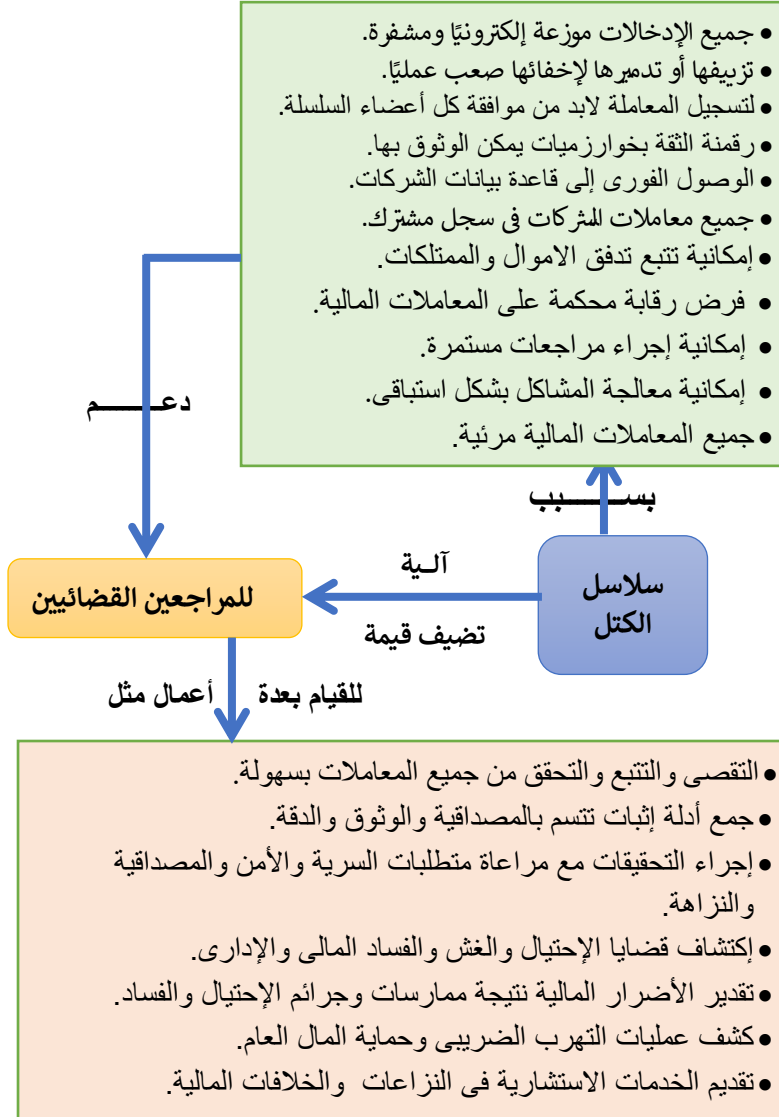 • جميع الإدخالات موزعة إلكترونيًا ومشفرة.
• تزييفها أو تدميرها لإخفائها صعب عمليًا.
• لتسجيل المعاملة لابد من موافقة كل أعضاء السلسلة.
• رقمنة الثقة بخوارزميات يمكن الوثوق بها.
• الوصول الفورى إلى قاعدة بيانات الشركات.
• جميع معاملات الشركات فى سجل مشترك.
• إمكانية تتبع تدفق الاموال والممتلكات.
• فرض رقابة محكمة على المعاملات المالية.
• إمكانية إجراء مراجعات مستمرة.
• إمكانية معالجة المشاكل بشكل استباقى.
• جميع المعاملات المالية مرئية.
دعـــــــم
بســـــــبب
سلاسل
الكتل
آلـية
تضيف قيمة
للمراجعين القضائيين
للقيام بعدة أعمال مثل
• التقصى والتتبع والتحقق من جميع المعاملات بسهولة.
• جمع أدلة إثبات تتسم بالمصداقية والوثوق والدقة.
• إجراء التحقيقات مع مراعاة متطلبات السرية والأمن والمصداقية
والنزاهة.
• إكتشاف قضايا الإحتيال والغش والفساد المالى والإدارى.
• تقدير الأضرار المالية نتيجة ممارسات وجرائم الإحتيال والفساد.
• كشف عمليات التهرب الضريبى وحماية المال العام.
• تقديم الخدمات الاستشارية فى النزاعات والخلافات المالية.